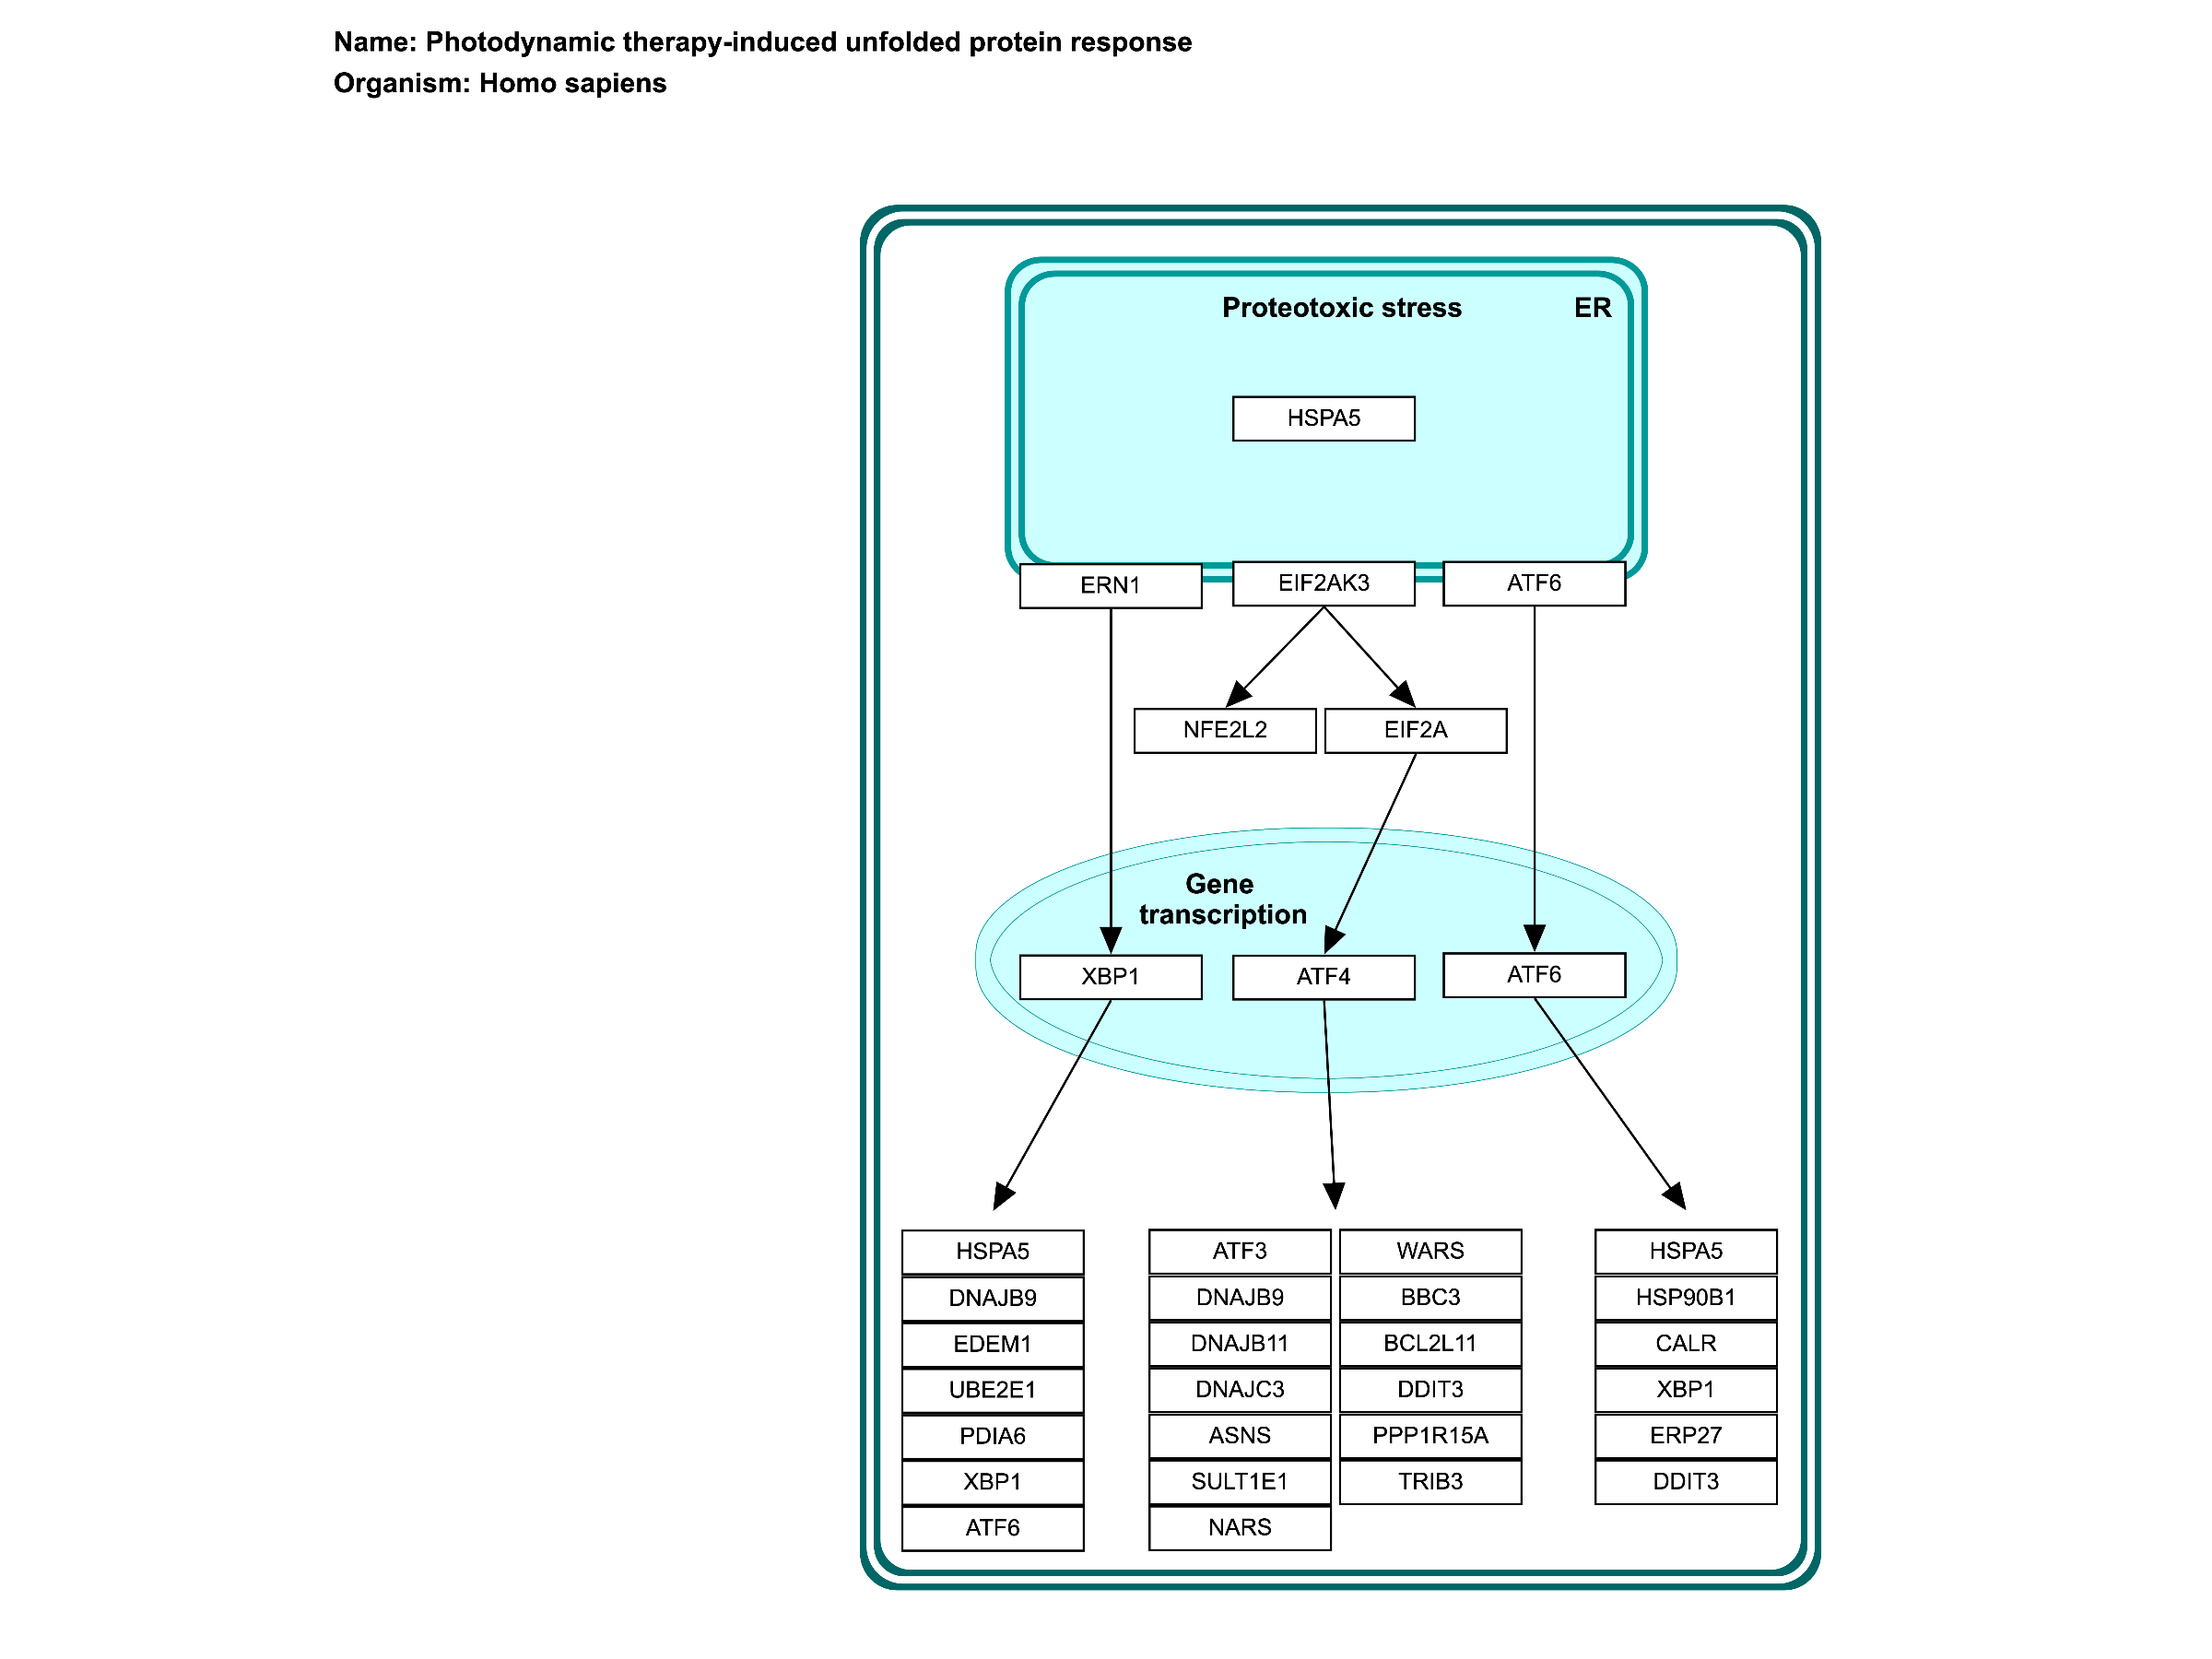 Name: Photodynamic therapy-induced unfolded protein response
Organism: Homo sapiens
Proteotoxic stress
ER
HSPA5
ERN1
EIF2AK3
ATF6
NFE2L2
EIF2A
Gene
transcription
XBP1
ATF4
ATF6
HSPA5
DNAJB9
EDEM1
UBE2E1
PDIA6
XBP1
ATF6
ATF3
DNAJB9
DNAJB11
DNAJC3
ASNS
SULT1E1
NARS
WARS
BBC3
BCL2L11
DDIT3
PPP1R15A
TRIB3
HSPA5
HSP90B1
CALR
XBP1
ERP27
DDIT3